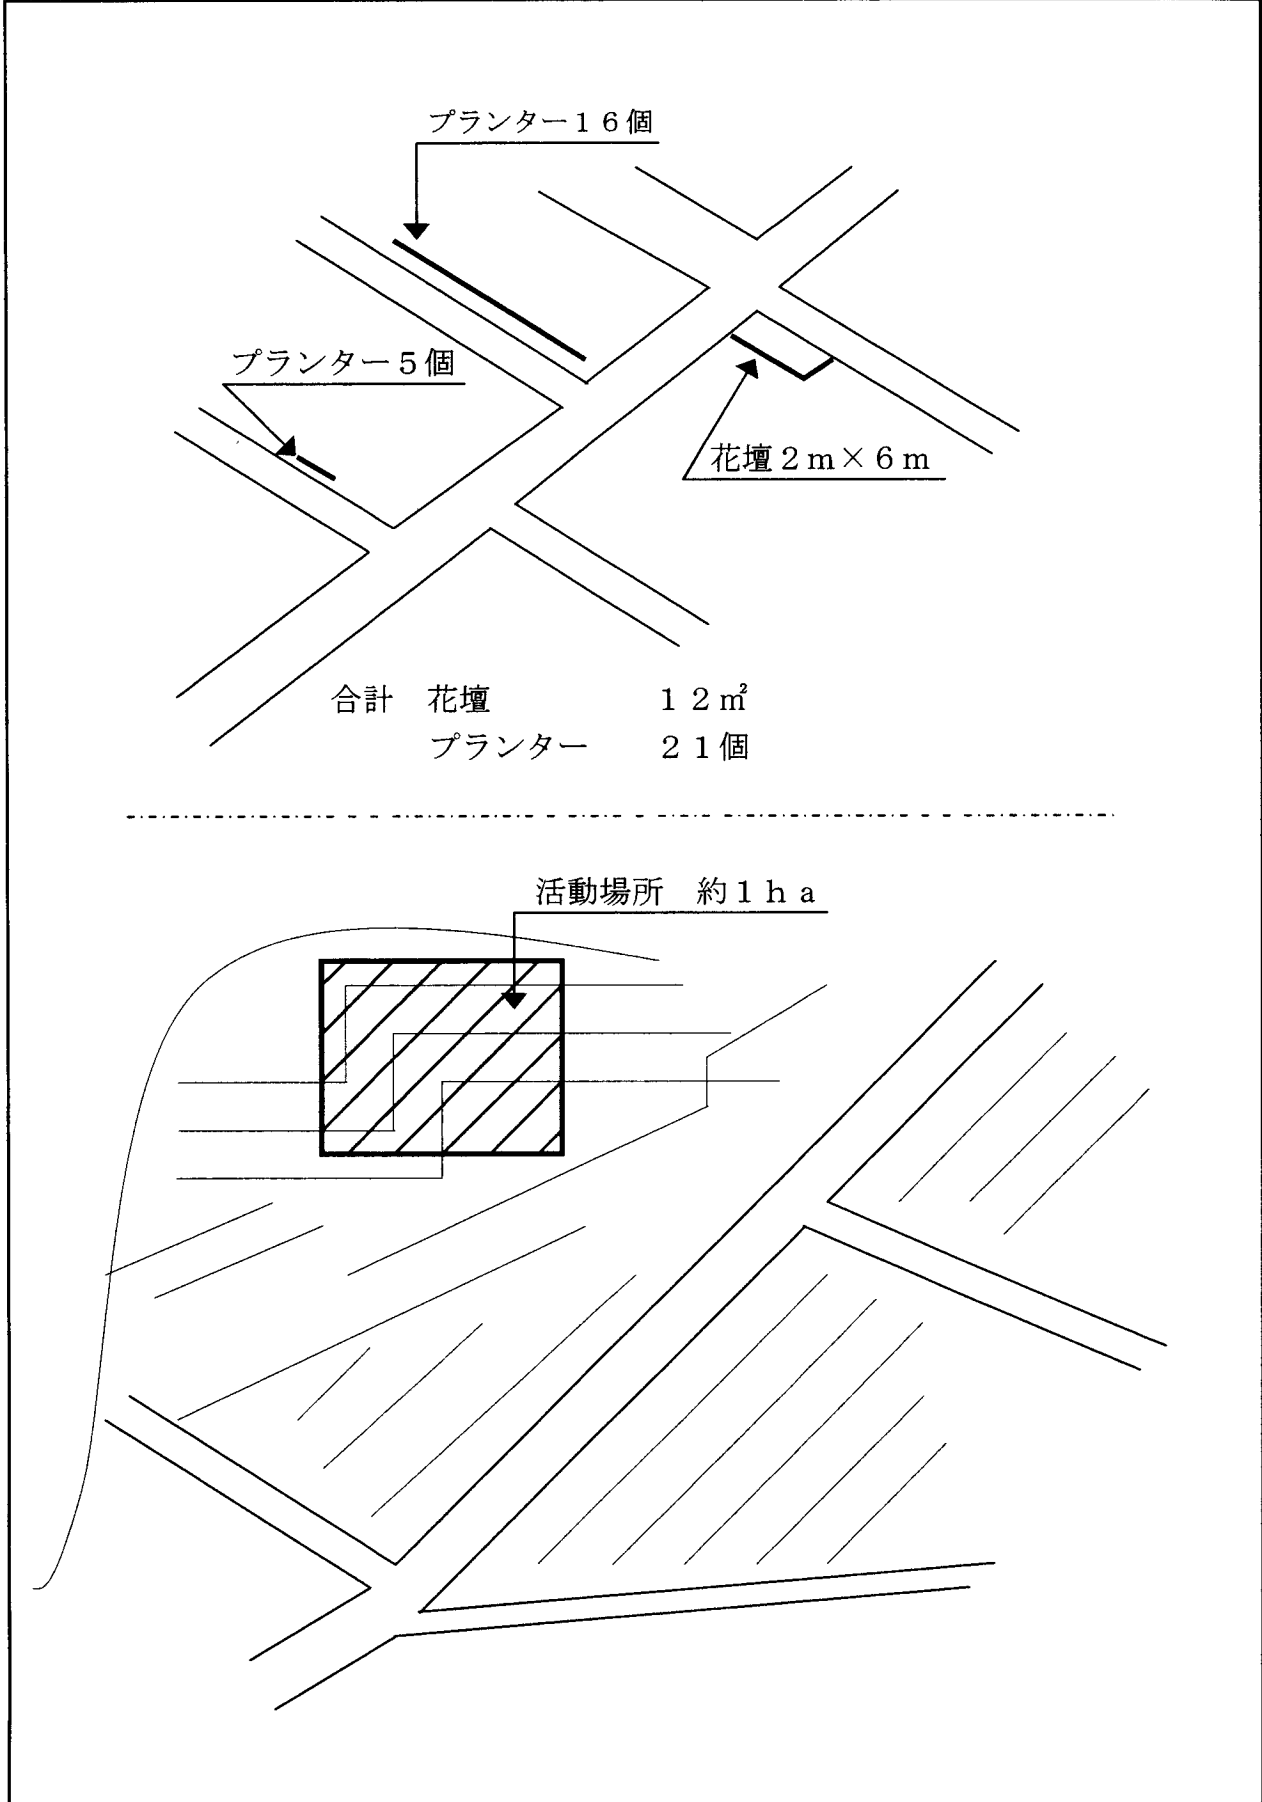 プランター１６個
プランター５個
花壇２ｍ×６ｍ
合計　花壇　　　　　１２㎡
プランター　　２１個
活動場所　約１ｈａ